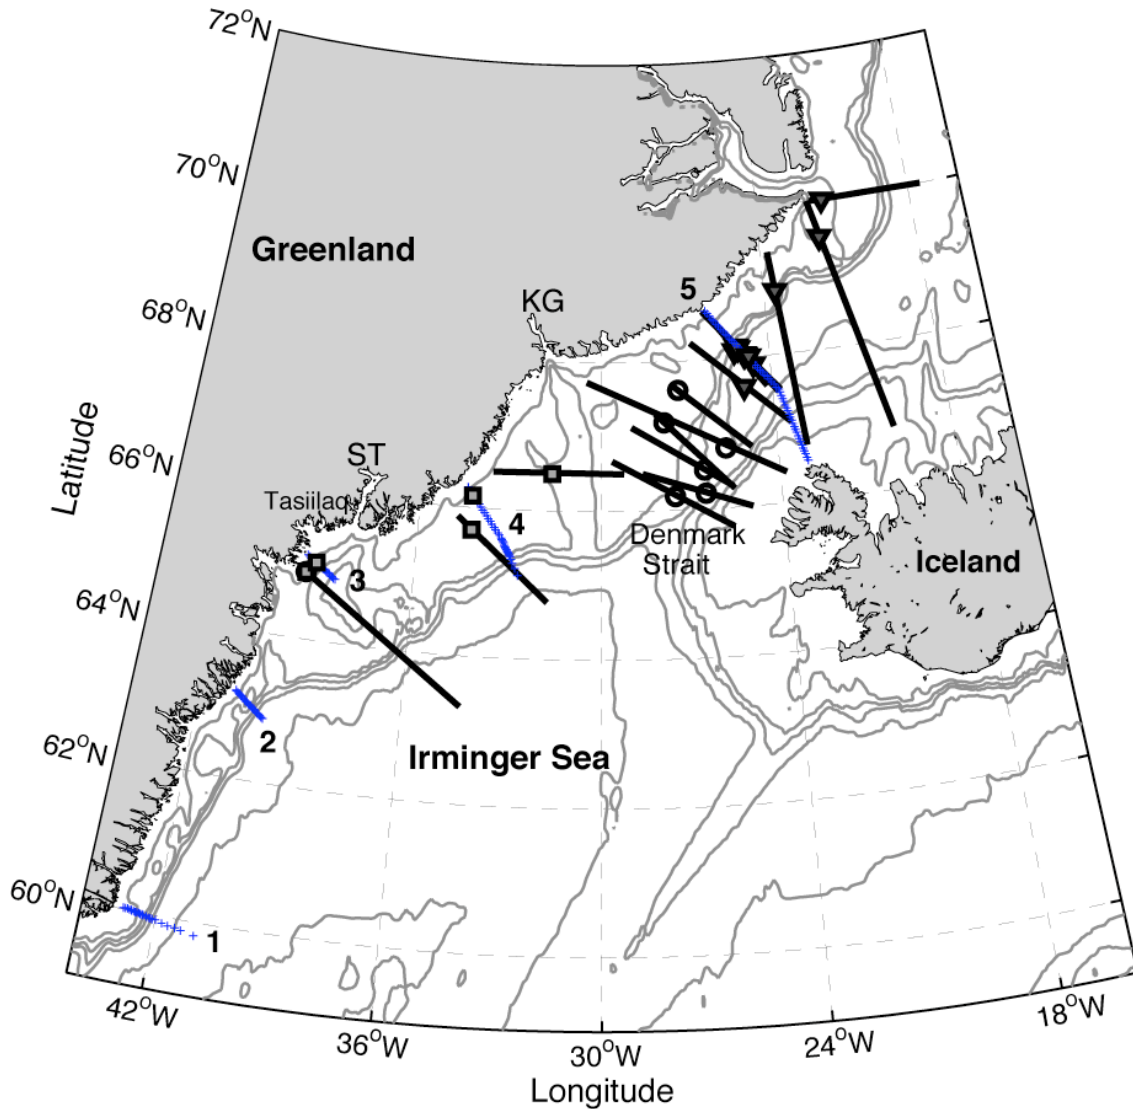 72°N
70°N
Greenland
5
68°N
KG
66°N
ST
Tasiilaq
4
Denmark
Strait
Iceland
3
64°N
2
62°N
Irminger Sea
60°N
1
Latitude
42°W
36°W
30°W
24°W
18°W
Longitude